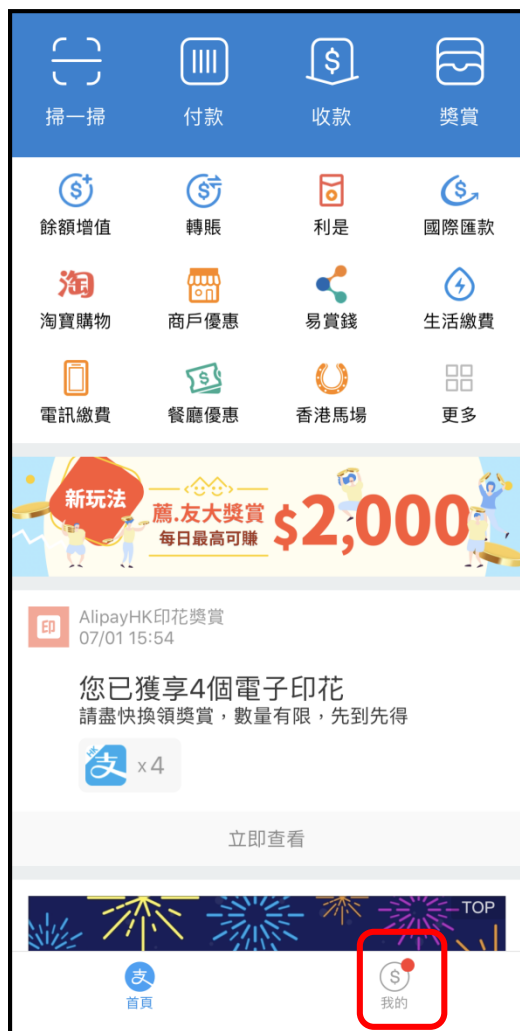 掃一掃 付款 收款 獎賞
餘額增值 轉賬 利是 國際匯款
淘
淘寶購物 商戶優惠 易賞錢 生活繳費
電訊繳費 餐廳優惠 香港馬場 更多
新玩法
薦.友大獎賞
每日最高可賺
$2,000
印
AlipayHK印花獎賞
07/01 15:54
您已獲享4個電子印花
請盡快換領獎賞，數量有限，先到先得
HK
支
x 4
立即查看
TOP
支
首頁 我的